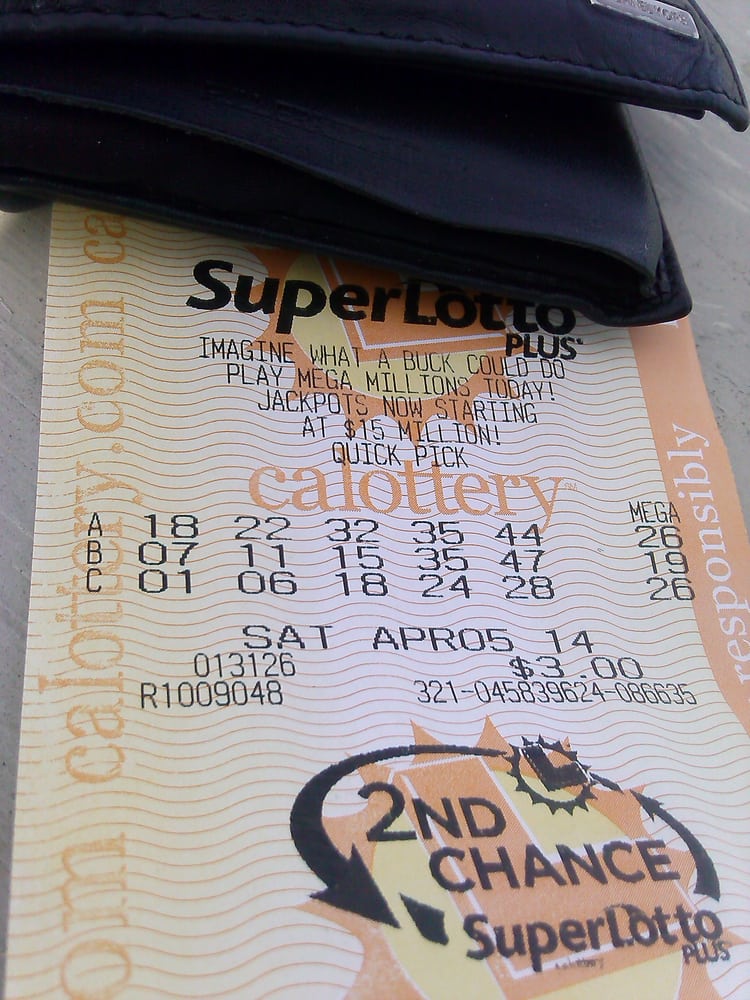 SuperLotto
PLUS
IMAGINE WHAT A BUCK COULD DO
PLAY MEGA MILLIONS TODAY!
JACKPOTS NOW STARTING
AT $15 MILLION!
QUICK PICK
calottery
MEGA
A 18 22 32 35 44 26
B 07 11 15 35 47 19
C 01 06 18 24 28 26
SAT APR05 14
013126 $3.00
R1009048 321-045839624-086635
2ND
CHANCE
SuperLotto
PLUS
om calottery.com ca
responsibly